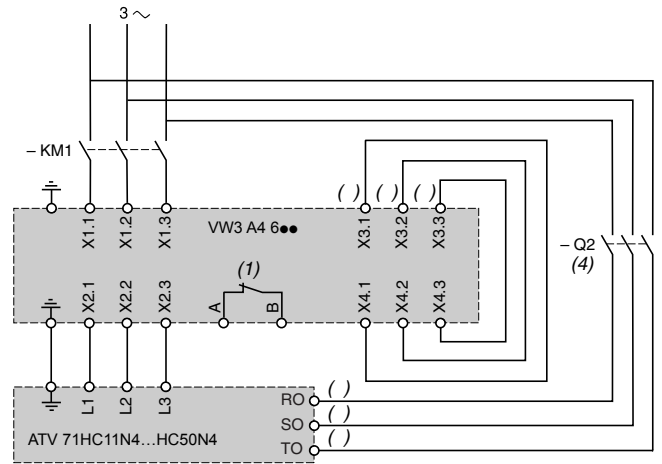 3 ~
– KM1
( ) ( ) ( )
X1.1 X1.2 X1.3 VW3 A4 6●● X3.1 X3.2 X3.3
– Q2
(4)
(1)
X2.1 X2.2 X2.3 A B X4.1 X4.2 X4.3
L1 L2 L3
RO ( )
SO ( )
TO ( )
ATV 71HC11N4…HC50N4